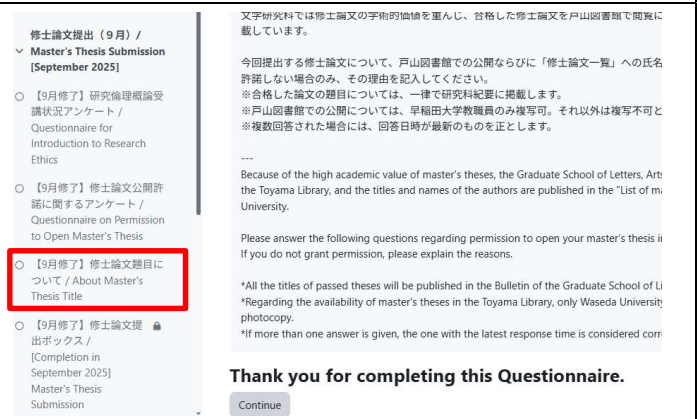 修士論文提出（９月）/
Master's Thesis Submission
[September 2025]
【9月修了】研究倫理概論受
講状況アンケート /
Questionnaire for
Introduction to Research
Ethics
【9月修了】修士論文公開許
諾に関するアンケート /
Questionnaire on Permission
to Open Master's Thesis
【9月修了】修士論文題目に
ついて / About Master's
Thesis Title
【9月修了】修士論文提
出ボックス /
[Completion in
September 2025]
Master's Thesis
Submission
文学研究科では修士論文の学術的価値を重んじ、合格した修士論文を戸山図書館で閲覧に
載しています。
今回提出する修士論文について、戸山図書館での公開ならびに「修士論文一覧」への氏名
許諾しない場合のみ、その理由を記入してください。
※合格した論文の題目については、一律で研究科紀要に掲載します。
※戸山図書館での公開については、早稲田大学教職員のみ複写可。それ以外は複写不可と
※複数回答された場合には、回答日時が最新のものを正とします。
---
Because of the high academic value of master's theses, the Graduate School of Letters, Arts
the Toyama Library, and the titles and names of the authors are published in the "List of ma
University.
Please answer the following questions regarding permission to open your master's thesis i
If you do not grant permission, please explain the reasons.
*All the titles of passed theses will be published in the Bulletin of the Graduate School of Li
*Regarding the availability of master's theses in the Toyama Library, only Waseda University
photocopy.
*If more than one answer is given, the one with the latest response time is considered corr
Thank you for completing this Questionnaire.
Continue